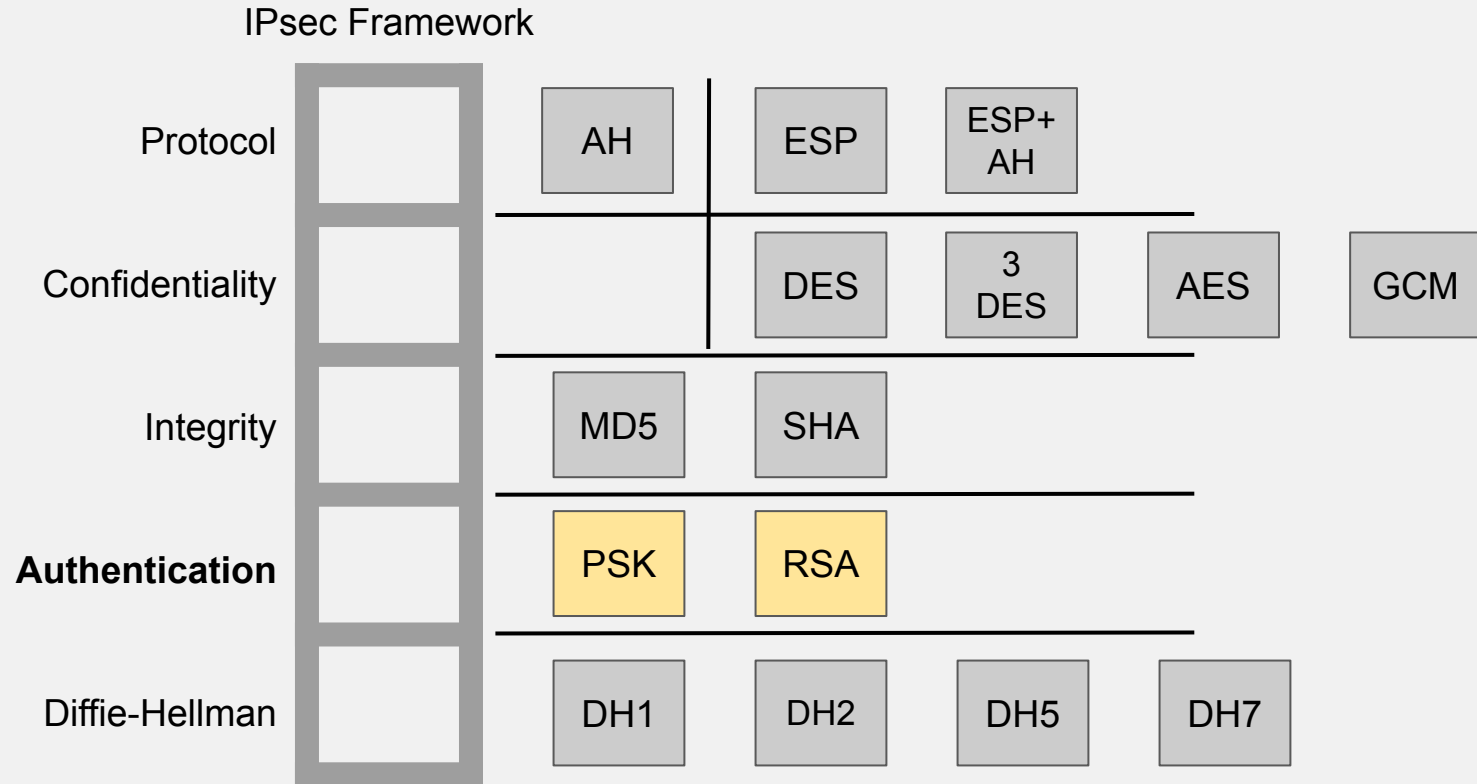 IPsec Framework
Protocol
AH
ESP
ESP+
AH
Confidentiality
DES
3
DES
AES
GCM
Integrity
MD5
SHA
Authentication
PSK
RSA
Diffie-Hellman
DH1
DH2
DH5
DH7